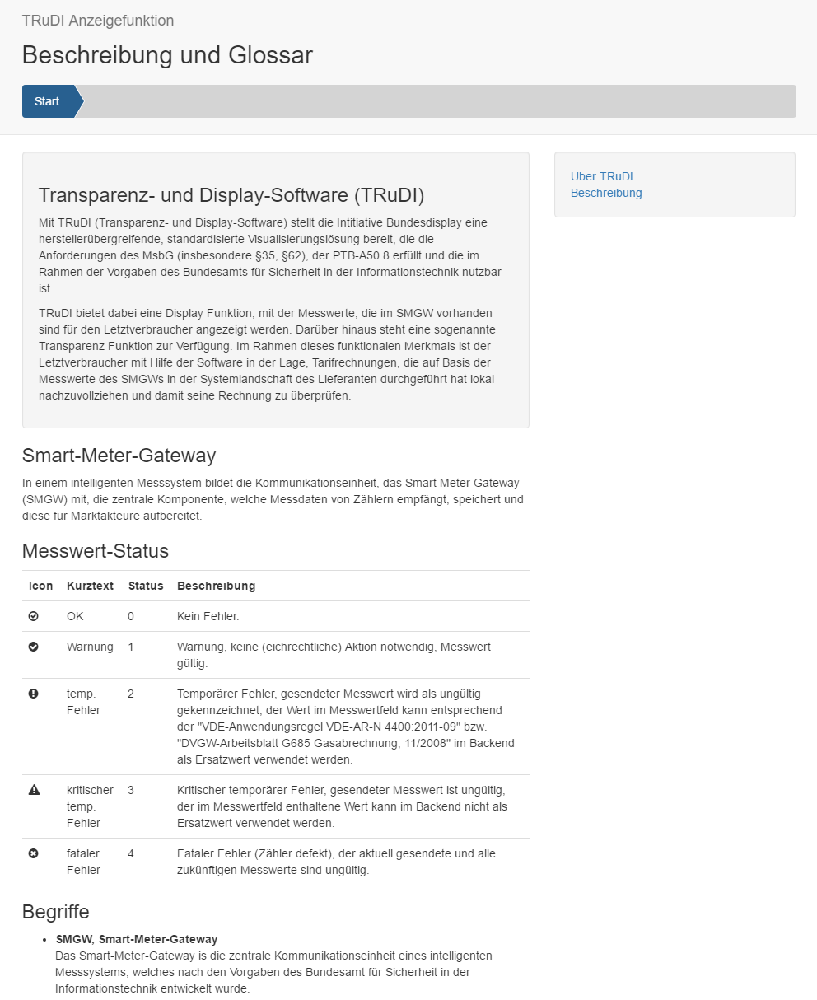 TRuDI Anzeigefunktion
Beschreibung und Glossar
Start
Transparenz- und Display-Software (TRuDI)
Mit TRuDI (Transparenz- und Display-Software) stellt die Intitiative Bundesdisplay eine
herstellerübergreifende, standardisierte Visualisierungslösung bereit, die die
Anforderungen des MsbG (insbesondere §35, §62), der PTB-A50.8 erfüllt und die im
Rahmen der Vorgaben des Bundesamts für Sicherheit in der Informationstechnik nutzbar
ist.
TRuDI bietet dabei eine Display Funktion, mit der Messwerte, die im SMGW vorhanden
sind für den Letztverbraucher angezeigt werden. Darüber hinaus steht eine sogenannte
Transparenz Funktion zur Verfügung. Im Rahmen dieses funktionalen Merkmals ist der
Letztverbraucher mit Hilfe der Software in der Lage, Tarifrechnungen, die auf Basis der
Messwerte des SMGWs in der Systemlandschaft des Lieferanten durchgeführt hat lokal
nachzuvollziehen und damit seine Rechnung zu überprüfen.
Über TRuDI
Beschreibung
Smart-Meter-Gateway
In einem intelligenten Messsystem bildet die Kommunikationseinheit, das Smart Meter Gateway
(SMGW) mit, die zentrale Komponente, welche Messdaten von Zählern empfängt, speichert und
diese für Marktakteure aufbereitet.
Messwert-Status
Icon Kurztext Status Beschreibung
OK 0 Kein Fehler.
Warnung 1 Warnung, keine (eichrechtliche) Aktion notwendig, Messwert
gültig.
temp. 2 Temporärer Fehler, gesendeter Messwert wird als ungültig
Fehler gekennzeichnet, der Wert im Messwertfeld kann entsprechend
der "VDE-Anwendungsregel VDE-AR-N 4400:2011-09" bzw.
"DVGW-Arbeitsblatt G685 Gasabrechnung, 11/2008" im Backend
als Ersatzwert verwendet werden.
kritischer 3 Kritischer temporärer Fehler, gesendeter Messwert ist ungültig,
temp. der im Messwertfeld enthaltene Wert kann im Backend nicht als
Fehler Ersatzwert verwendet werden.
fataler 4 Fataler Fehler (Zähler defekt), der aktuell gesendete und alle
Fehler zukünftigen Messwerte sind ungültig.
Begriffe
• SMGW, Smart-Meter-Gateway
Das Smart-Meter-Gateway is die zentrale Kommunikationseinheit eines intelligenten
Messsystems, welches nach den Vorgaben des Bundesamt für Sicherheit in der
Informationstechnik entwickelt wurde.